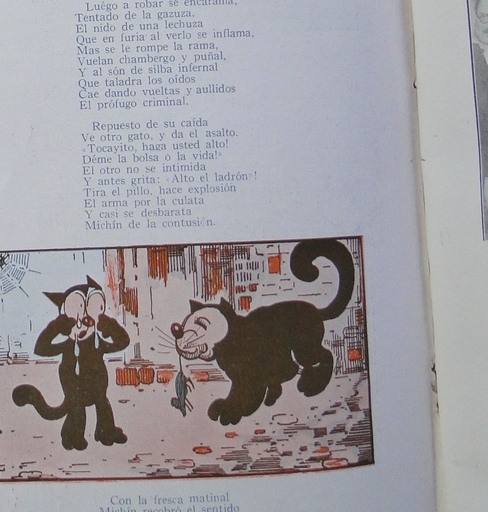 Luégo a robar se encarama,
Tentado de la gazuza,
El nido de una lechuza
Que en furia al verlo se inflama,
Mas se le rompe la rama,
Vuelan chambergo y puñal,
Y al són de silba infernal
Que taladra los oídos
Cae dando vueltas y aullidos
El prófugo criminal.
Repuesto de su caída
Ve otro gato, y da el asalto.
«Tocayito, haga usted alto!
Déme la bolsa o la vida!»
El otro no se intimida
Y antes grita: «Alto el ladrón»!
Tira el pillo, hace explosión
El arma por la culata
Y casi se desbarata
Michín de la contusión.
Con la fresca matinal
Michín recobró el sentido